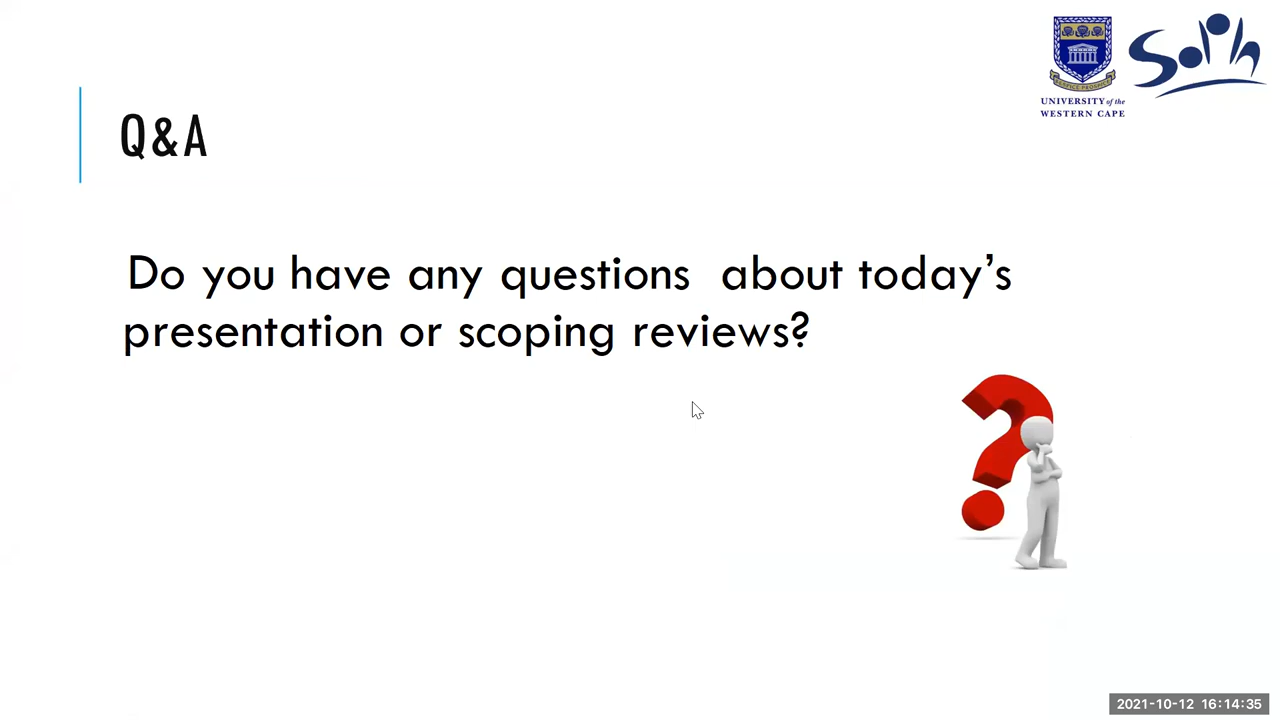 UNIVERSITY of the
WESTERN CAPE
SoPh
Q&A
Do you have any questions  about today's
presentation or scoping reviews?
2021-10-12 16:14:35